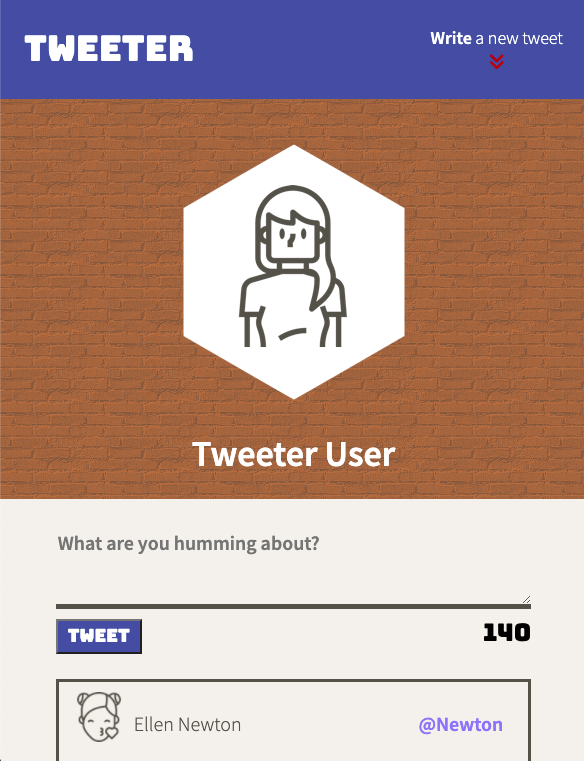 TWEETER
Write a new tweet
Tweeter User
What are you humming about?
TWEET
140
Ellen Newton
@Newton